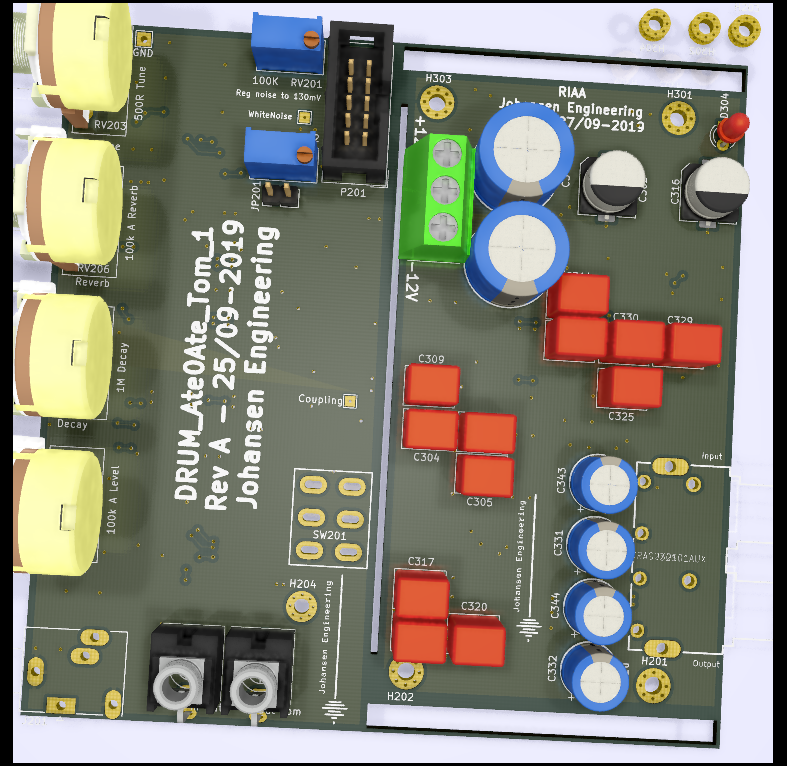 GND
500R Tune
RV203
100K RV201
Reg noise to 130mV
WhiteNoise
JP201
P201
100k A Reverb
RV206
Reverb
1M Decay
Decay
100k A Level
DRUM_Ate0Ate_Tom_1
Rev A - 25/09-2019
Johansen Engineering
Coupling
SW201
H204
Johansen Engineering
H303
RIAA
Johansen Engineering
27/09-2013
H301
D304
C316
-12V
C330
C329
C325
C309
C304
C305
C317
C320
H202
Johansen Engineering
C343
C331
C344
C332
Input
Output
H201